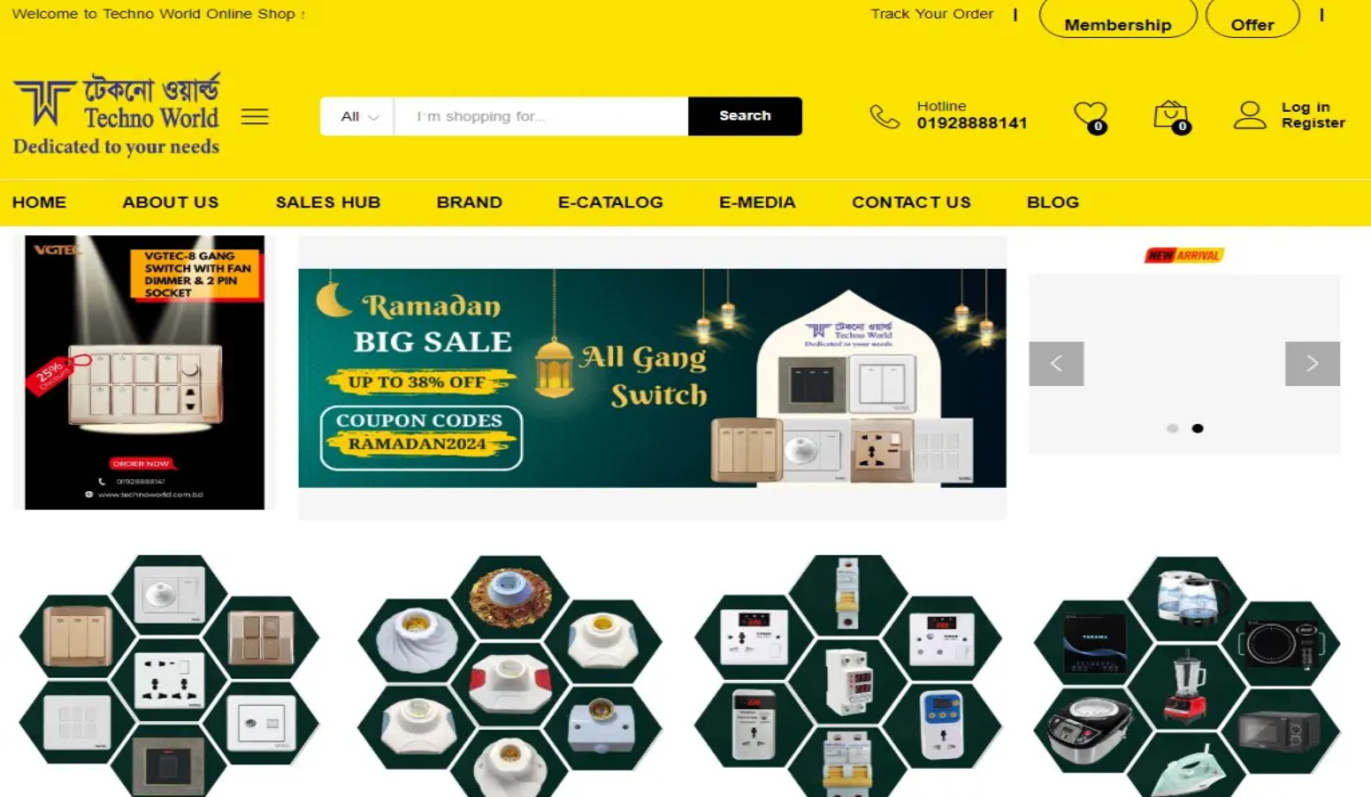 Welcome to Techno World Online Shop !
Track Your Order | Membership Offer |
টেকনো ওয়ার্ল্ড
Techno World
Dedicated to your needs
All
I'm shopping for...
Search
Hotline
01928888141
0
0
Log in
Register
HOME ABOUT US SALES HUB BRAND E-CATALOG E-MEDIA CONTACT US BLOG
VGTEC
VGTEC-8 GANG
SWITCH WITH FAN
DIMMER & 2 PIN
SOCKET
25%
Discount
ORDER NOW
01928888141
www.technoworld.com.bd
Ramadan
BIG SALE
UP TO 38% OFF
COUPON CODES
RAMADAN2024
All Gang
Switch
টেকনো ওয়ার্ল্ড
Techno World
Dedicated to your needs
NEW ARRIVAL